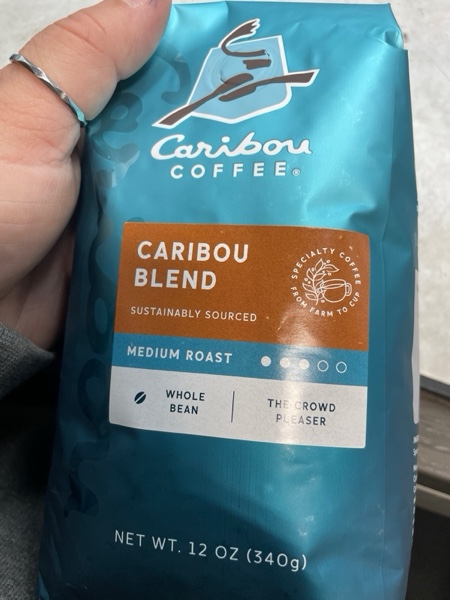 Caribou
COFFEE®
CARIBOU
BLEND
SUSTAINABLY SOURCED
SPECIALTY COFFEE
FROM FARM TO CUP
MEDIUM ROAST
WHOLE
BEAN
THE CROWD
PLEASER
NET WT. 12 OZ (340g)